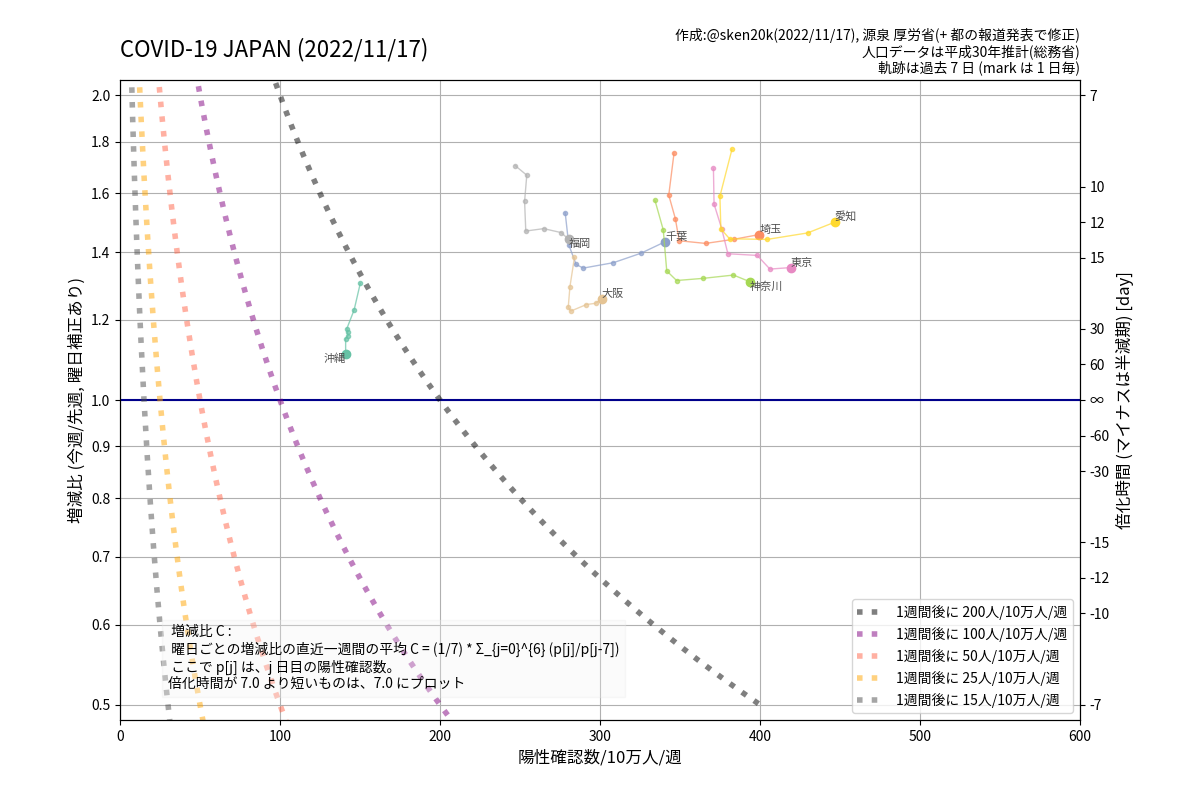 COVID-19 JAPAN (2022/11/17)
作成:@sken20k(2022/11/17), 源泉 厚労省(+ 都の報道発表で修正)
人口データは平成30年推計(総務省)
軌跡は過去 7 日 (mark は 1 日毎)
増減比 (今週/先週, 曜日補正あり)
2.0
1.8
1.6
1.4
1.2
1.0
0.9
0.8
0.7
0.6
0.5
愛知
埼玉
千葉
福岡
東京
神奈川
大阪
沖縄
7
10
12
15
30
60
∞
-60
-30
-15
-12
-10
-7
倍化時間 (マイナスは半減期) [day]
増減比 C :
曜日ごとの増減比の直近一週間の平均 C = (1/7) * Σ_{j=0}^{6} (p[j]/p[j-7])
ここで p[j] は、j 日目の陽性確認数。
倍化時間が 7.0 より短いものは、7.0 にプロット
1週間後に 200人/10万人/週
1週間後に 100人/10万人/週
1週間後に 50人/10万人/週
1週間後に 25人/10万人/週
1週間後に 15人/10万人/週
0 100 200 300 400 500 600
陽性確認数/10万人/週